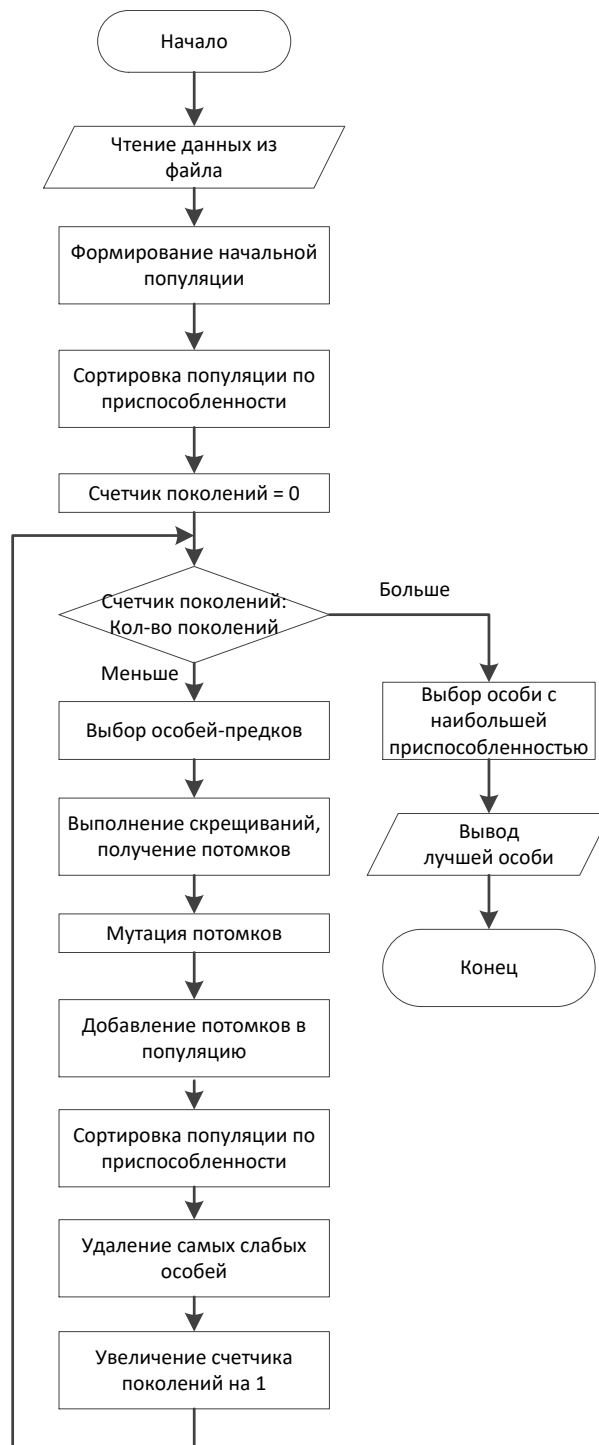 Начало
Чтение данных из
файла
Формирование начальной
популяции
Сортировка популяции по
приспособленности
Счетчик поколений = 0
Счетчик поколений:
Кол-во поколений
Больше
Меньше
Выбор особей-предков
Выполнение скрещиваний,
получение потомков
Мутация потомков
Добавление потомков в
популяцию
Сортировка популяции по
приспособленности
Удаление самых слабых
особей
Увеличение счетчика
поколений на 1
Выбор особи с
наибольшей
приспособленностью
Вывод
лучшей особи
Конец